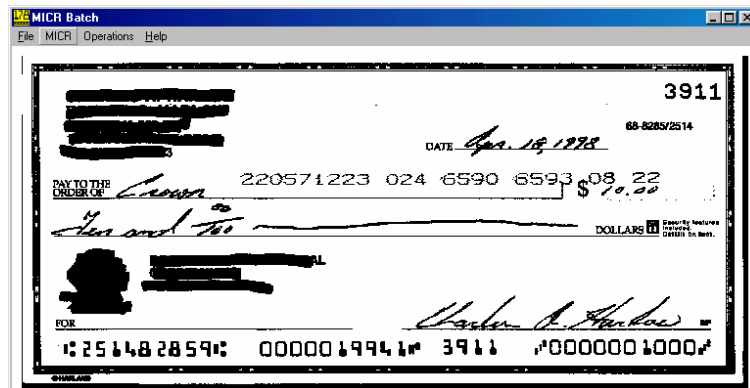 MICR Batch
File MICR Operations Help
3911
68-8285/2514
DATE Apr. 18, 1998
220571223 024 6590 6593 08 22
PAY TO THE ORDER OF Crown $ 10.00
Ten and 00/100 DOLLARS
Security features included. Details on back.
FOR
⑆251482859⑆ 0000019941⑈ 3911 ⑈0000001000⑈
©HARLAND